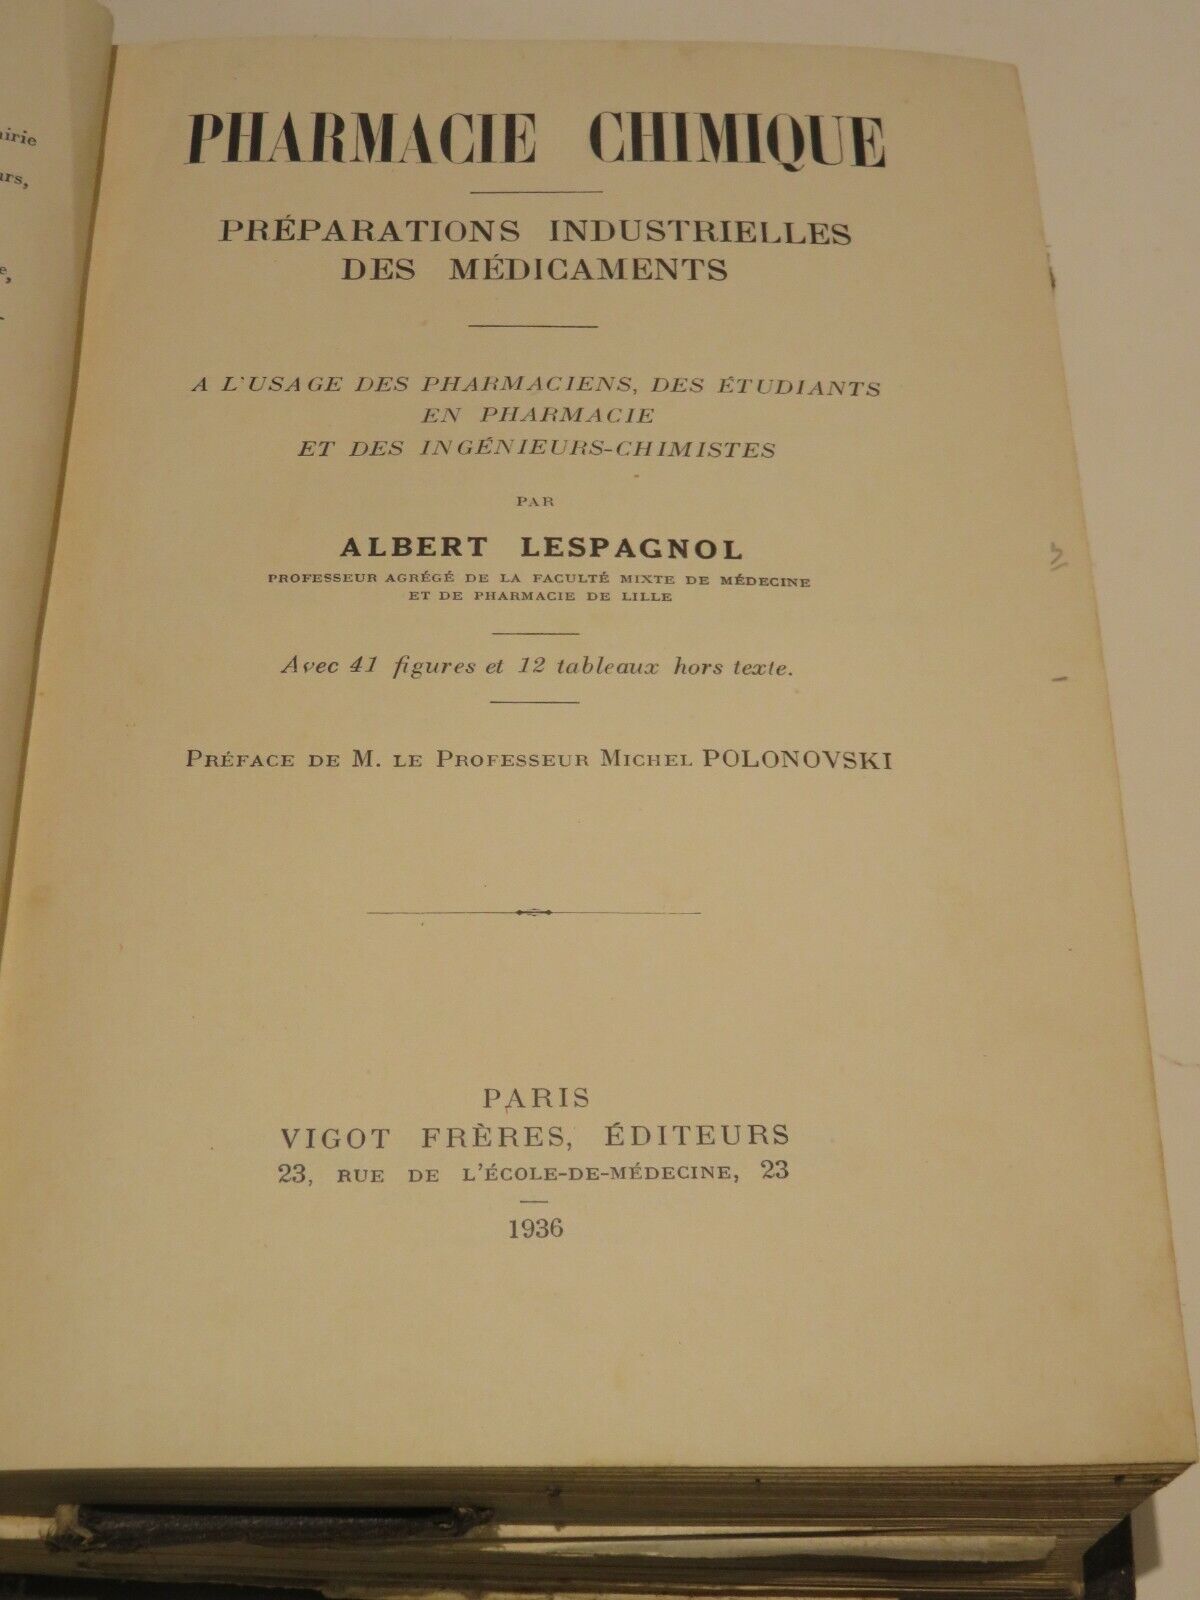 PHARMACIE CHIMIQUE
PRÉPARATIONS INDUSTRIELLES
DES MÉDICAMENTS
A L'USAGE DES PHARMACIENS, DES ÉTUDIANTS
EN PHARMACIE
ET DES INGÉNIEURS-CHIMISTES
PAR
ALBERT LESPAGNOL
PROFESSEUR AGRÉGÉ DE LA FACULTÉ MIXTE DE MÉDECINE
ET DE PHARMACIE DE LILLE
Avec 41 figures et 12 tableaux hors texte.
PRÉFACE DE M. LE PROFESSEUR MICHEL POLONOVSKI
PARIS
VIGOT FRÈRES, ÉDITEURS
23, RUE DE L'ÉCOLE-DE-MÉDECINE, 23
1936